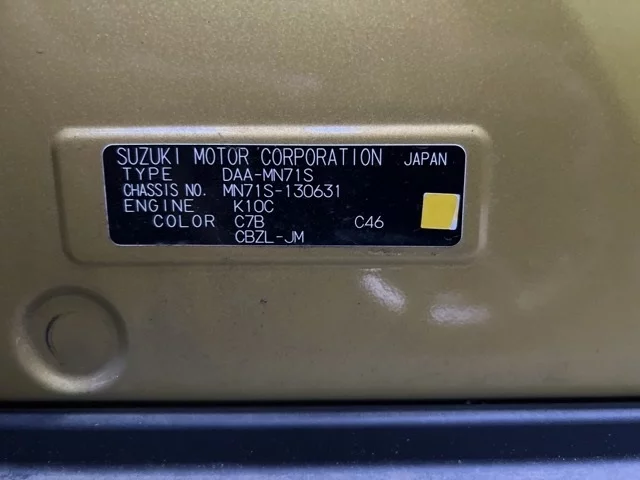 SUZUKI MOTOR CORPORATION JAPAN
TYPE DAA-MN71S
CHASSIS NO. MN71S-130631
ENGINE K10C
COLOR C7B C46
CBZL-JM